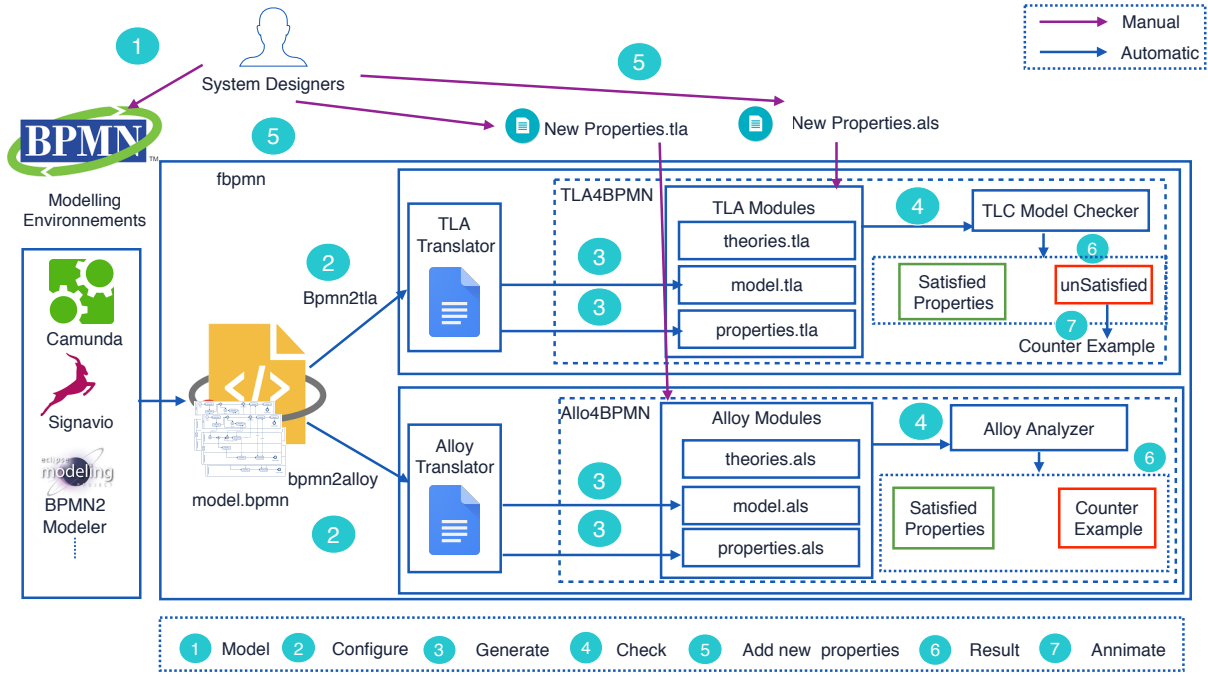 Manual
Automatic
1
System Designers
5
5
New Properties.tla
New Properties.als
BPMN
TM
Modelling
Environnements
fbpmn
Camunda
Signavio
eclipse
modeling
BPMN2
Modeler
</>
model.bpmn
2
Bpmn2tla
bpmn2alloy
2
TLA
Translator
3
3
TLA4BPMN
TLA Modules
theories.tla
model.tla
properties.tla
4
TLC Model Checker
6
Satisfied
Properties
unSatisfied
7
Counter Example
Alloy
Translator
3
3
Allo4BPMN
Alloy Modules
theories.als
model.als
properties.als
4
Alloy Analyzer
6
Satisfied
Properties
Counter
Example
1 Model 2 Configure 3 Generate 4 Check 5 Add new properties 6 Result 7 Annimate